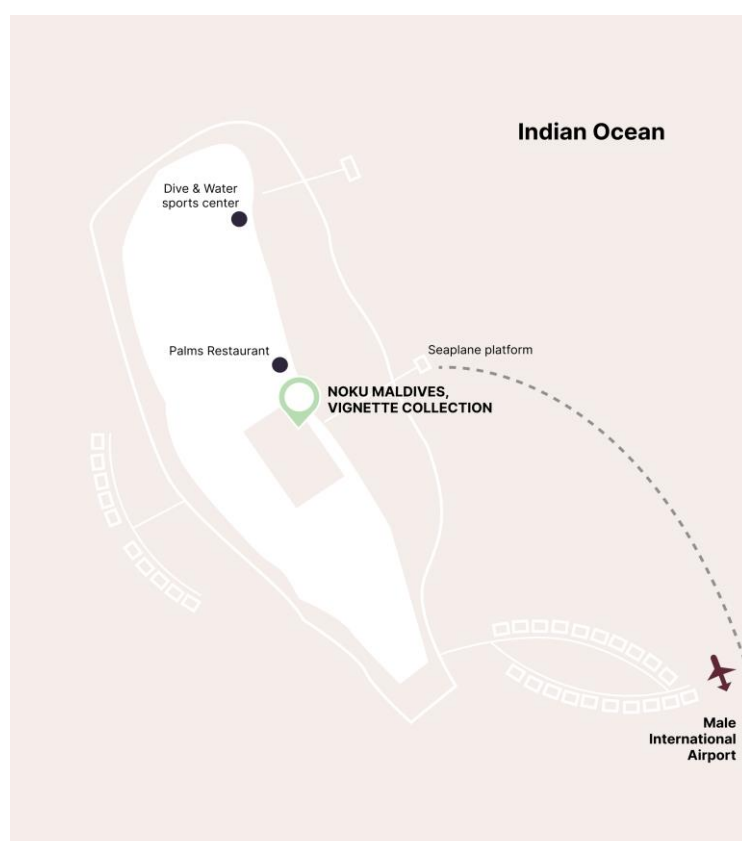 Indian Ocean
Dive & Water
sports center
Palms Restaurant
Seaplane platform
NOKU MALDIVES,
VIGNETTE COLLECTION
Male
International
Airport